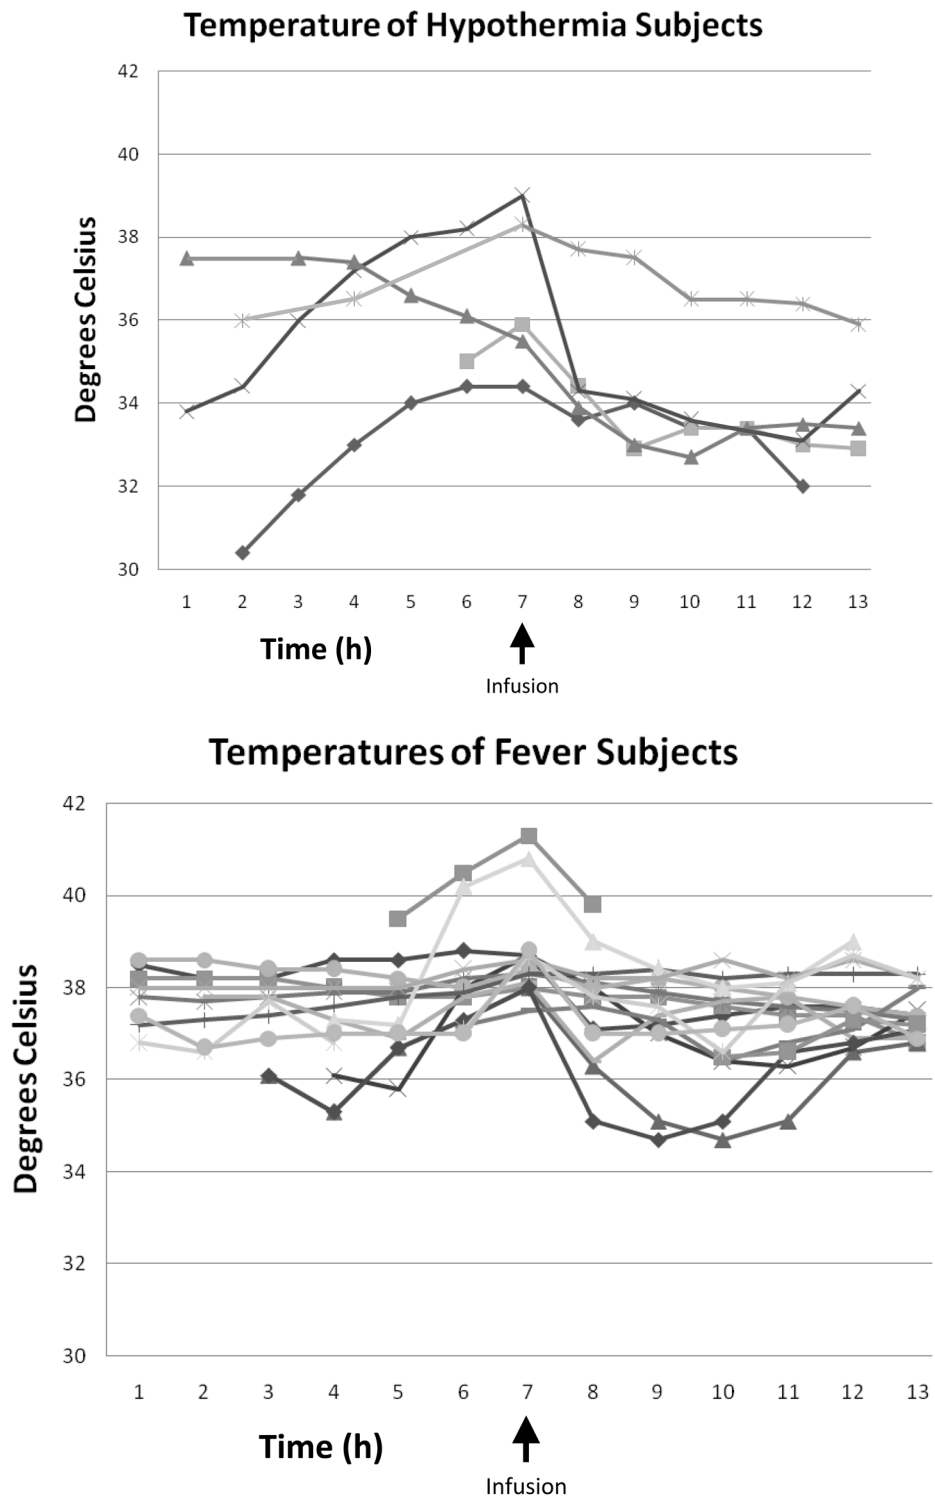 Temperature of Hypothermia Subjects
42
40
38
36
34
32
30
Degrees Celsius
1 2 3 4 5 6 7 8 9 10 11 12 13
Time (h)
Infusion
Temperatures of Fever Subjects
42
40
38
36
34
32
30
Degrees Celsius
1 2 3 4 5 6 7 8 9 10 11 12 13
Time (h)
Infusion